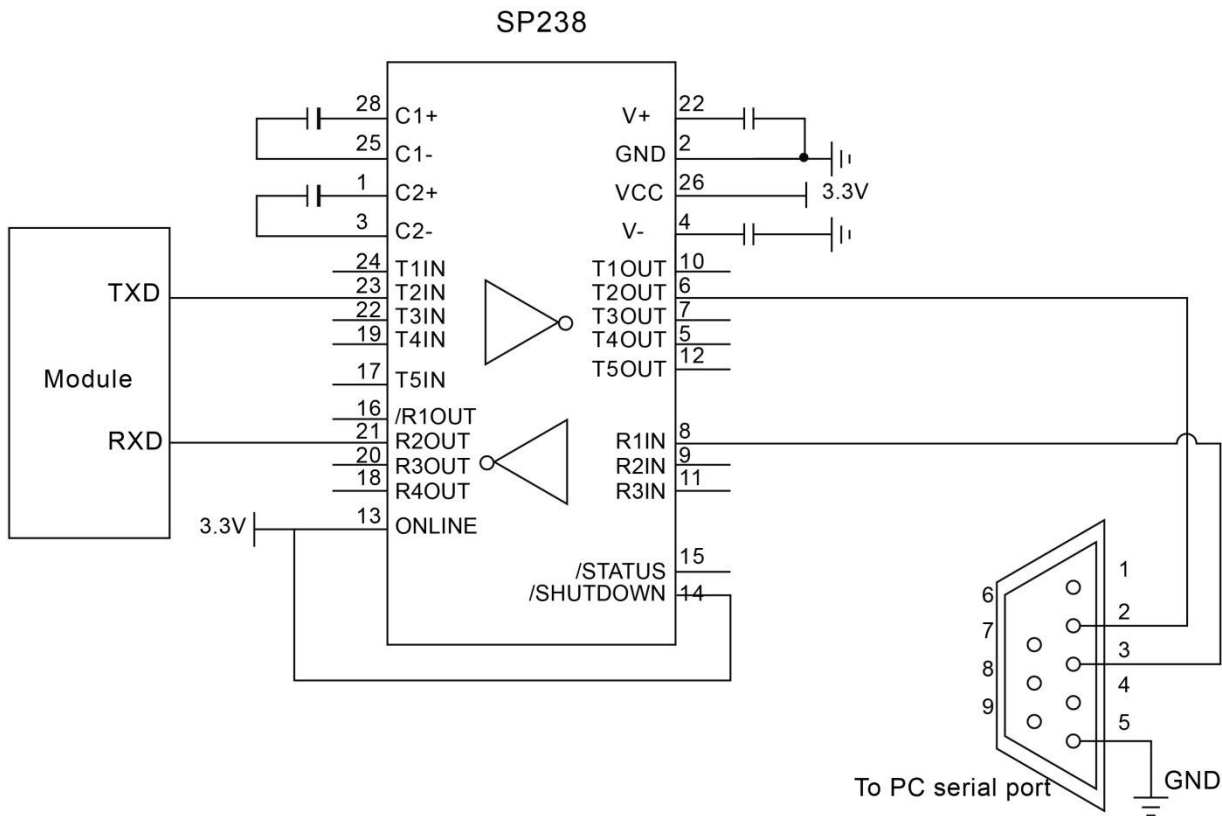 SP238
28 C1+ V+ 22
25 C1- GND 2
1 C2+ VCC 26 3.3V
3 C2- V- 4
24 T1IN T1OUT 10
TXD 23 T2IN T2OUT 6
22 T3IN T3OUT 7
19 T4IN T4OUT 5
T5OUT 12
Module 17 T5IN
16 /R1OUT
RXD 21 R2OUT R1IN 8
20 R3OUT R2IN 9
18 R4OUT R3IN 11
3.3V 13 ONLINE
/STATUS 15
/SHUTDOWN 14
1
6
2
7
3
8
4
9
5
To PC serial port GND